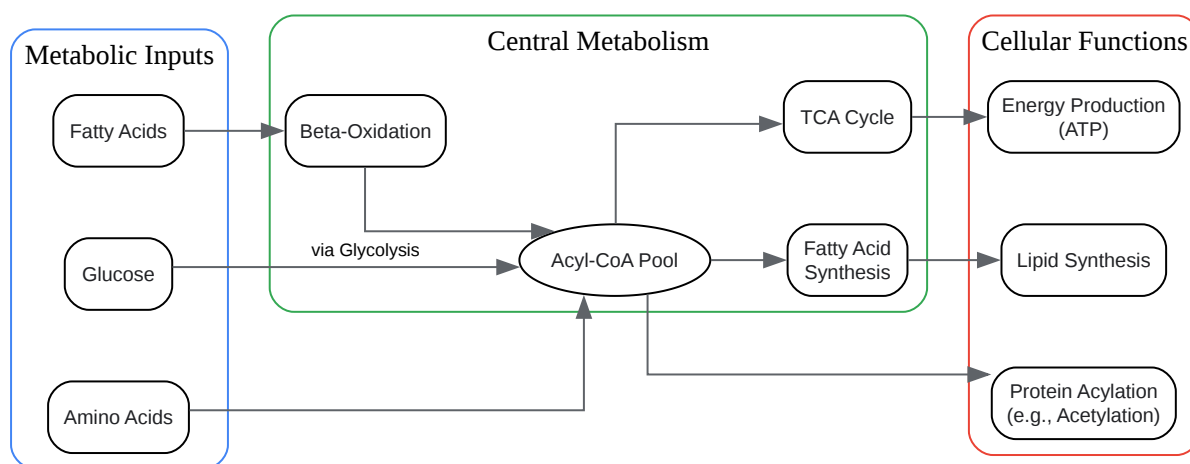 Metabolic Inputs
Central Metabolism
Cellular Functions
Fatty Acids
Beta-Oxidation
TCA Cycle
Energy Production
(ATP)
via Glycolysis
Glucose
Acyl-CoA Pool
Fatty Acid
Synthesis
Lipid Synthesis
Amino Acids
Protein Acylation
(e.g., Acetylation)